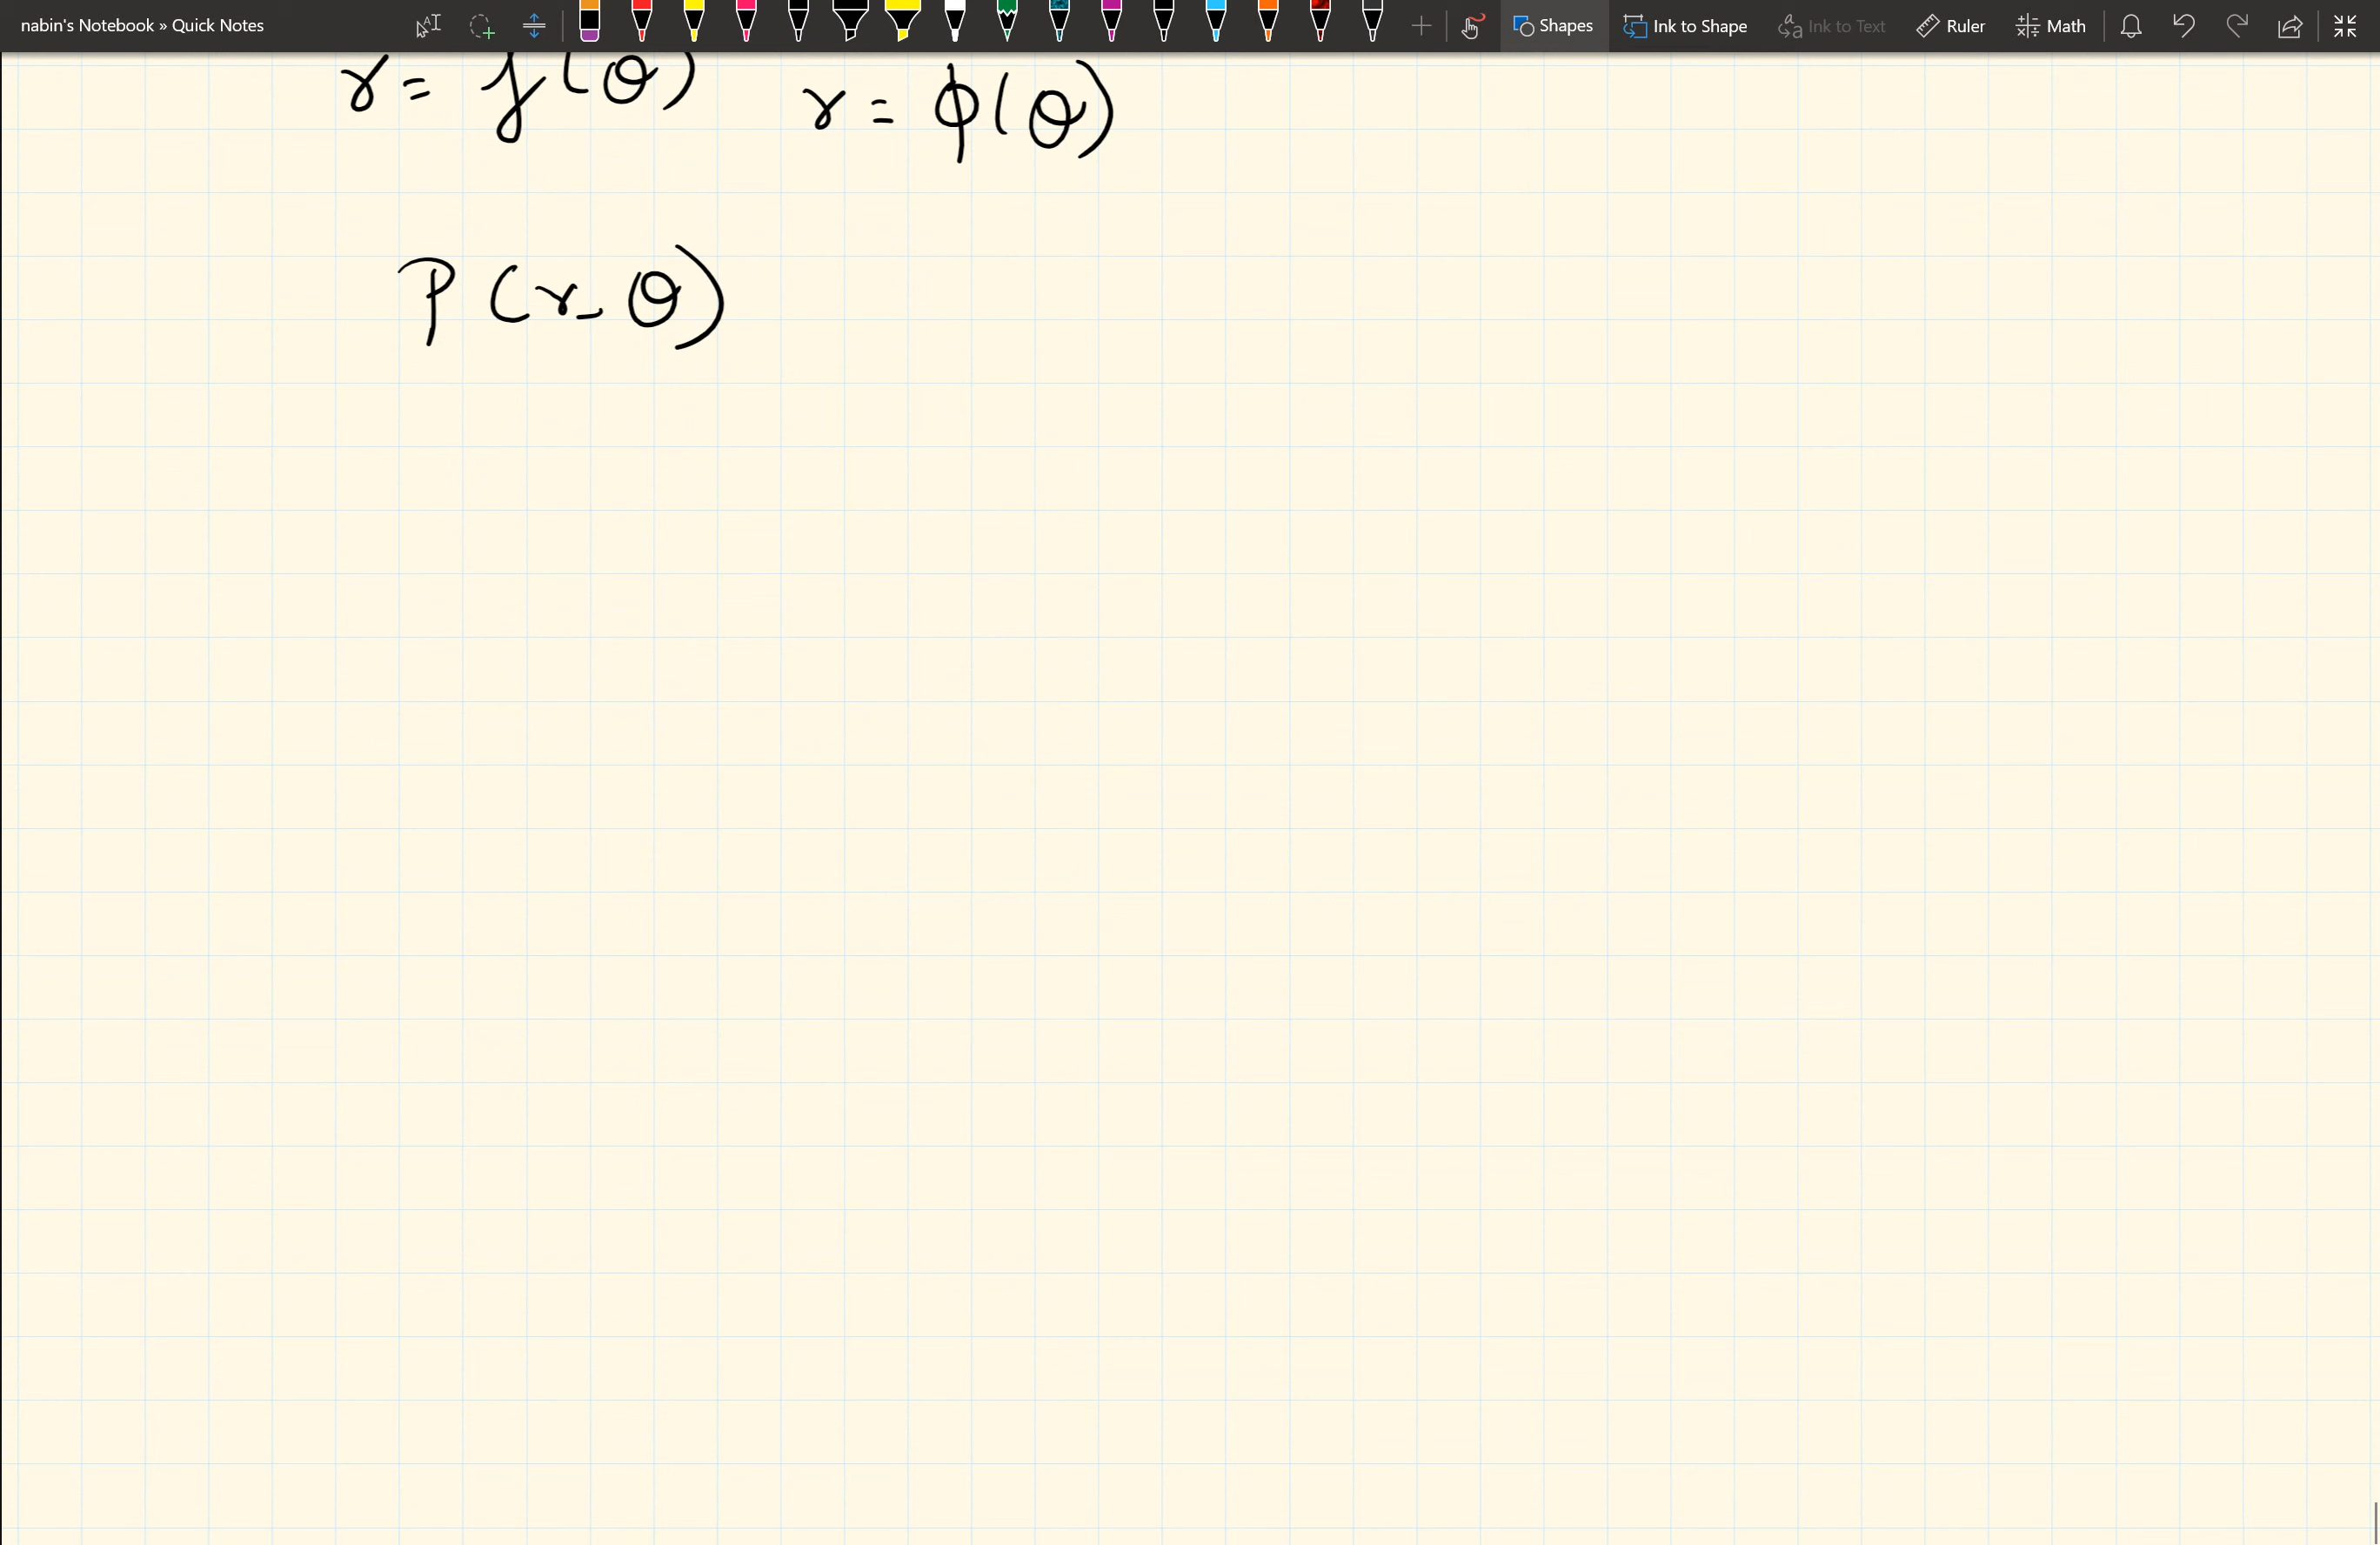 nabin's Notebook » Quick Notes Shapes Ink to Shape Ink to Text Ruler Math
r = f(θ) r = φ(θ)
P(r, θ)